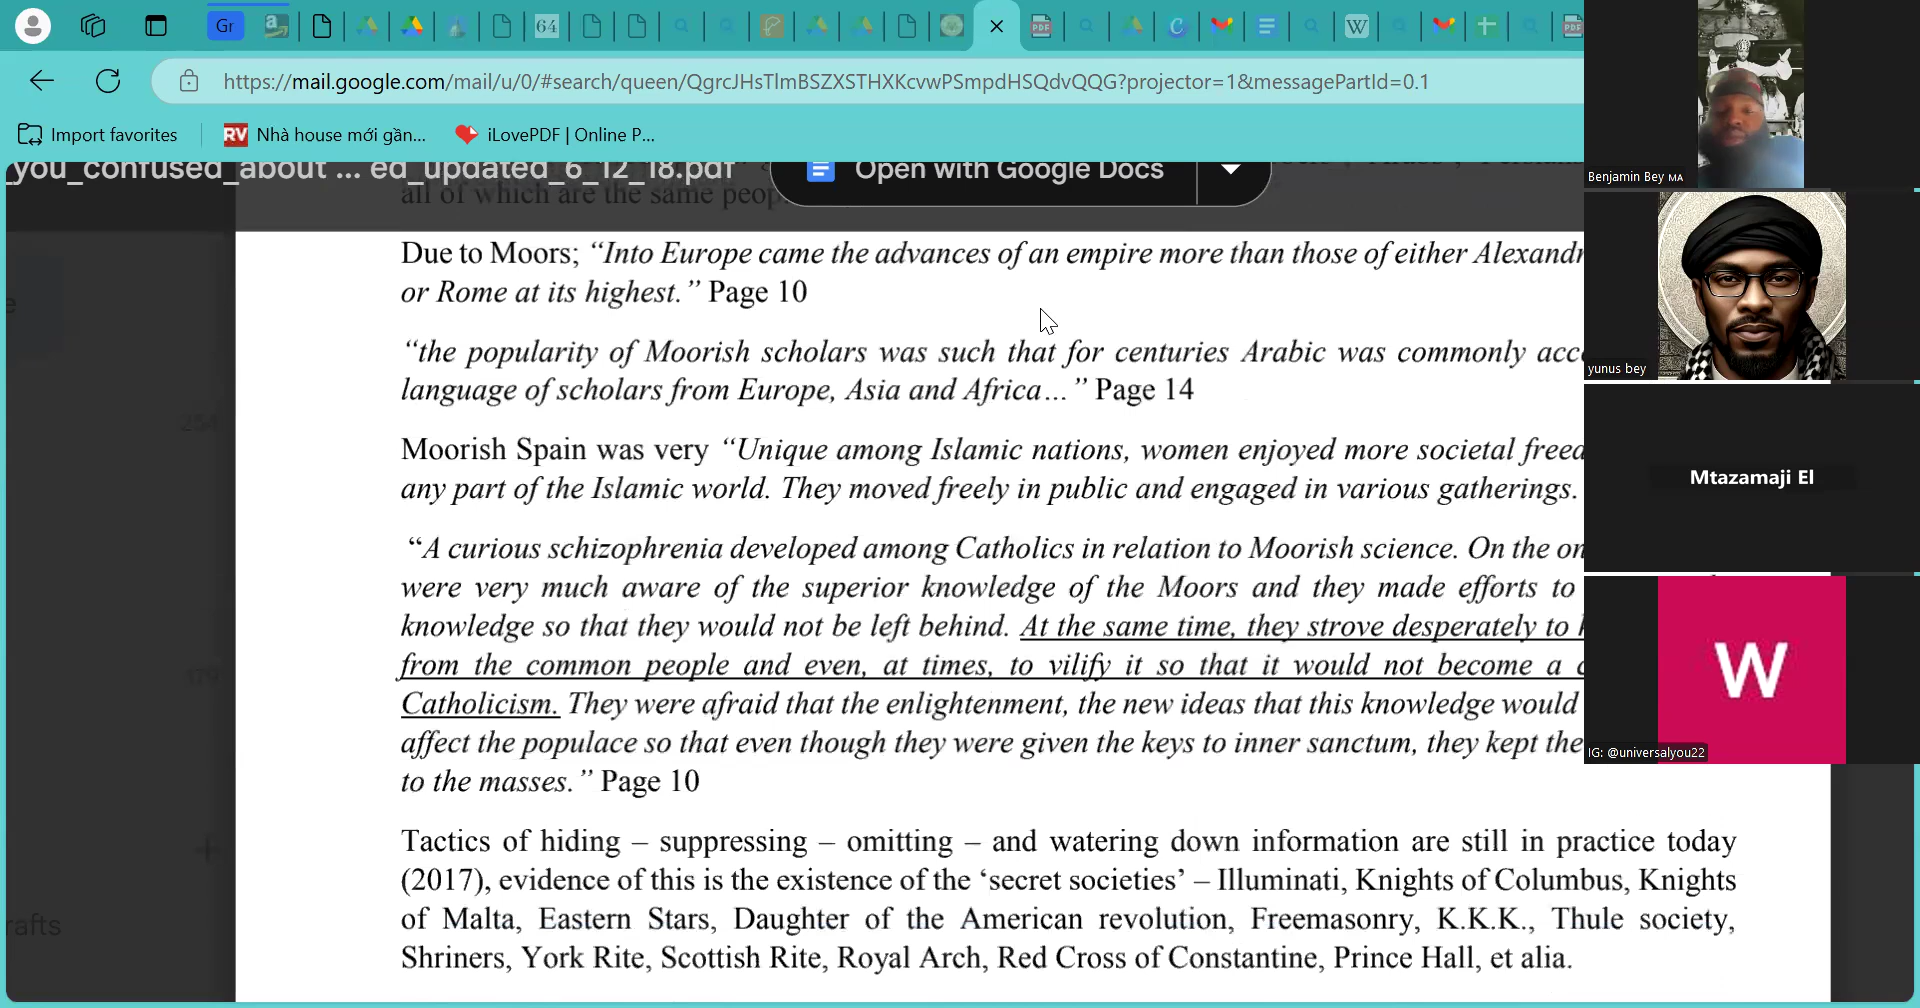 Gr
64
https://mail.google.com/mail/u/0/#search/queen/QgrcJHsTlmBSZXSTHXKcvwPSmpdHSQdvQQG?projector=1&messagePartId=0.1
Import favorites
RV Nhà house mới gần...
iLovePDF | Online P...
_you_confused_about ... ed_updated_6_12_18.pdf
Open with Google Docs
all of which are the same
Due to Moors; “Into Europe came the advances of an empire more than those of either
or Rome at its highest.” Page 10
“the popularity of Moorish scholars was such that for centuries Arabic was commonly
language of scholars from Europe, Asia and Africa…” Page 14
Moorish Spain was very “Unique among Islamic nations, women enjoyed more societal
any part of the Islamic world. They moved freely in public and engaged in various gatherings.
“A curious schizophrenia developed among Catholics in relation to Moorish science. On the
were very much aware of the superior knowledge of the Moors and they made efforts to
knowledge so that they would not be left behind. At the same time, they strove desperately to
from the common people and even, at times, to vilify it so that it would not become a
Catholicism. They were afraid that the enlightenment, the new ideas that this knowledge would
affect the populace so that even though they were given the keys to inner sanctum, they kept
to the masses.” Page 10
Tactics of hiding – suppressing – omitting – and watering down information are still in practice today
(2017), evidence of this is the existence of the ‘secret societies’ – Illuminati, Knights of Columbus, Knights
of Malta, Eastern Stars, Daughter of the American revolution, Freemasonry, K.K.K., Thule society,
Shriners, York Rite, Scottish Rite, Royal Arch, Red Cross of Constantine, Prince Hall, et alia.
Benjamin Bey MA
yunus bey
Mtazamaji El
W
IG: @universalyou22